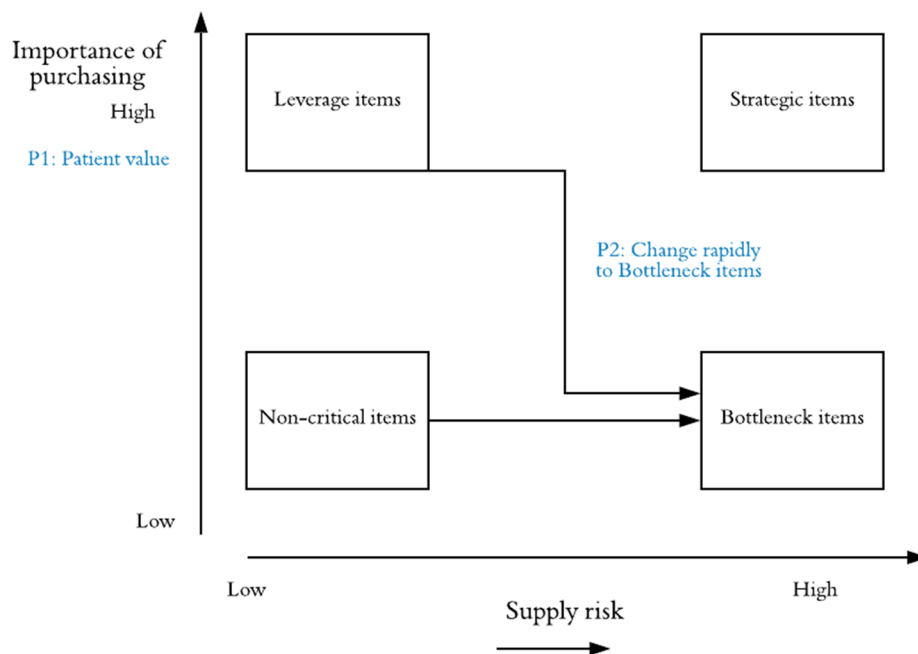 Importance of
purchasing
High
P1: Patient value
Leverage items
Strategic items
P2: Change rapidly
to Bottleneck items
Non-critical items
Bottleneck items
Low
Low
High
Supply risk